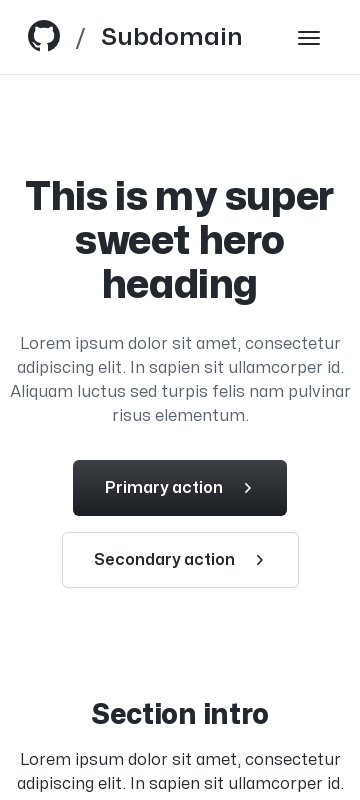 / Subdomain
This is my super
sweet hero
heading
Lorem ipsum dolor sit amet, consectetur
adipiscing elit. In sapien sit ullamcorper id.
Aliquam luctus sed turpis felis nam pulvinar
risus elementum.
Primary action
Secondary action
Section intro
Lorem ipsum dolor sit amet, consectetur
adipiscing elit. In sapien sit ullamcorper id.